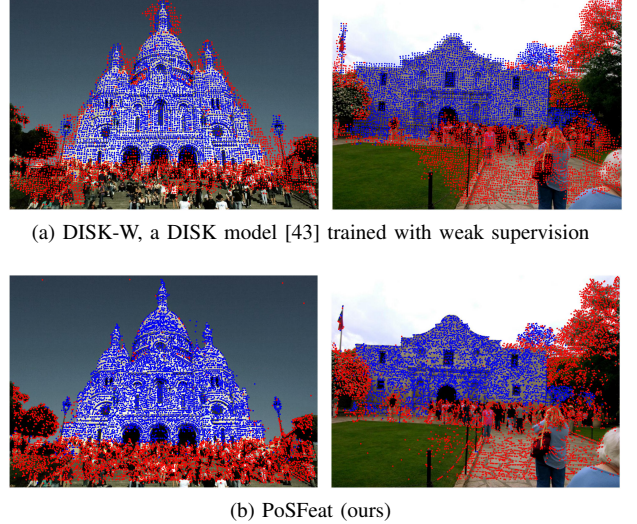 (a) DISK-W, a DISK model [43] trained with weak supervision
(b) PoSFeat (ours)